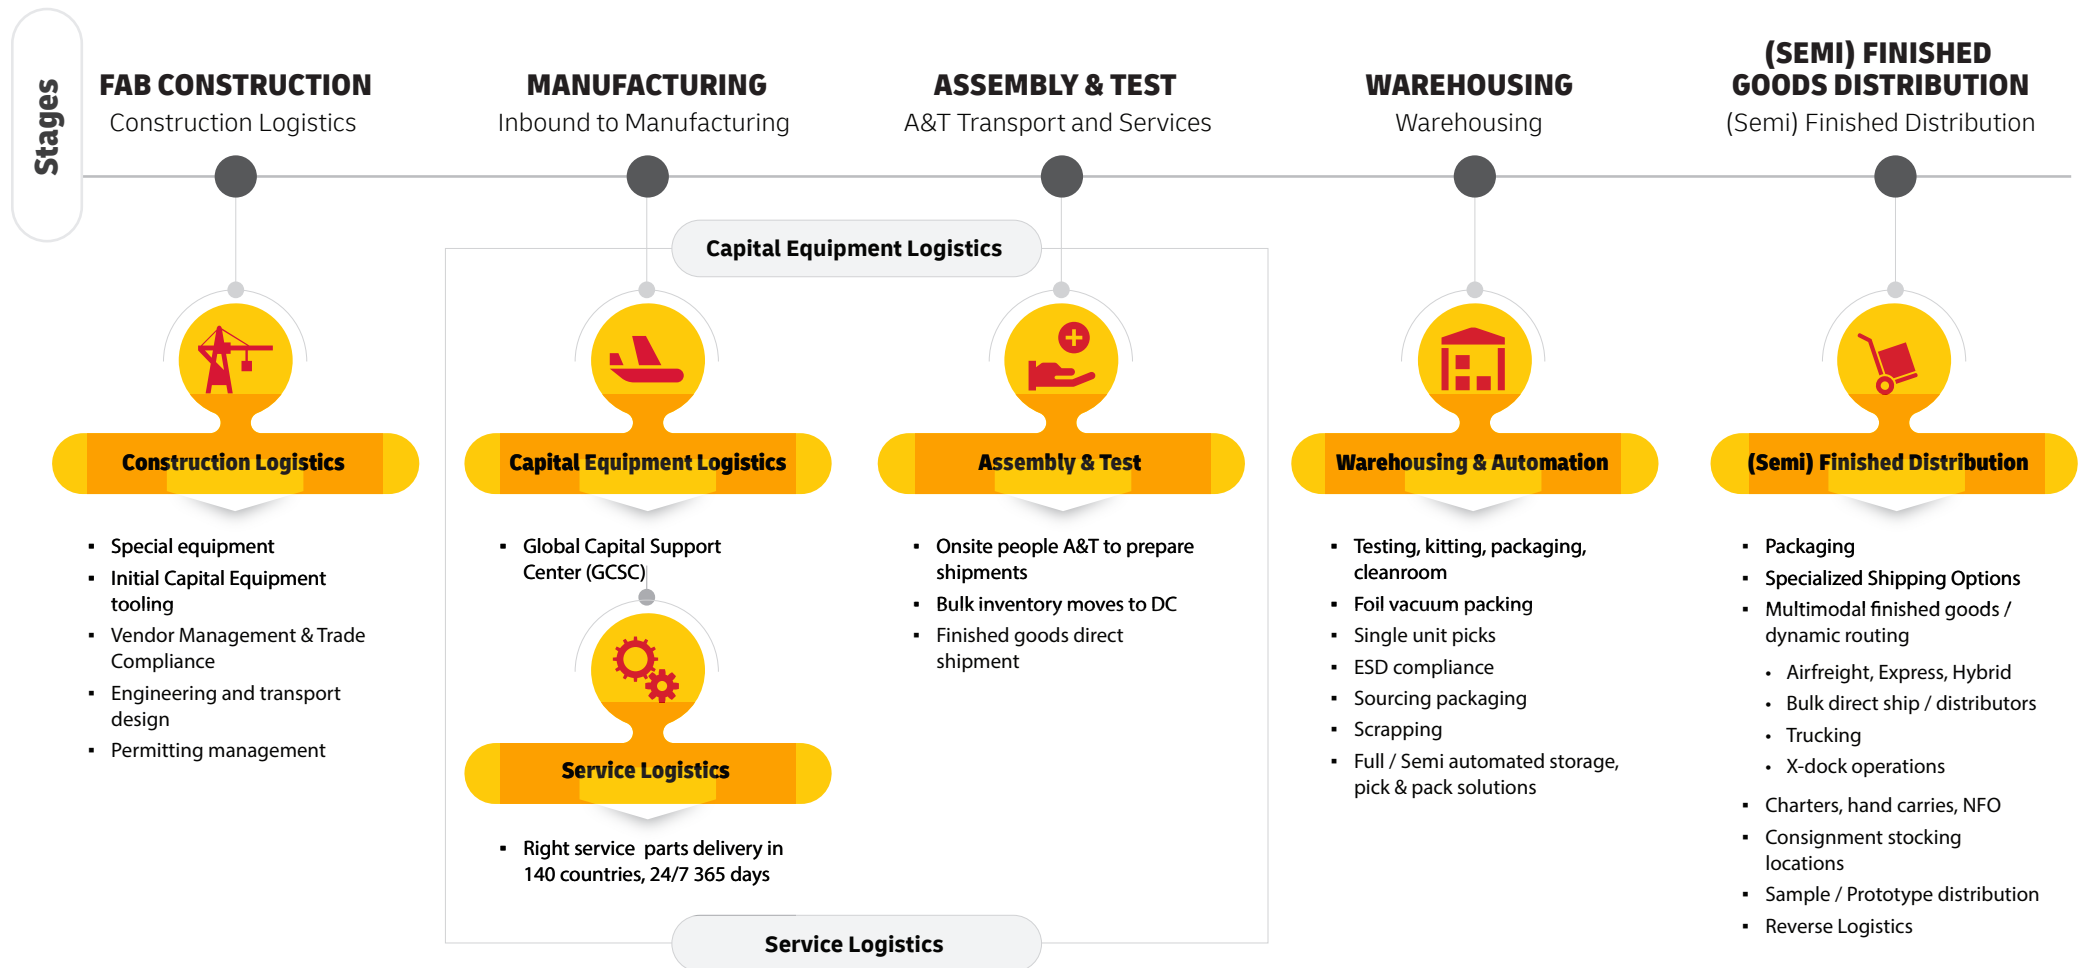 Stages
FAB CONSTRUCTION
Construction Logistics
MANUFACTURING
Inbound to Manufacturing
ASSEMBLY & TEST
A&T Transport and Services
WAREHOUSING
Warehousing
(SEMI) FINISHED
GOODS DISTRIBUTION
(Semi) Finished Distribution
Capital Equipment Logistics
Construction Logistics
▪ Special equipment
▪ Initial Capital Equipment
tooling
▪ Vendor Management & Trade
Compliance
▪ Engineering and transport
design
▪ Permitting management
Capital Equipment Logistics
▪ Global Capital Support
Center (GCSC)
Service Logistics
▪ Right service parts delivery in
140 countries, 24/7 365 days
Assembly & Test
▪ Onsite people A&T to prepare
shipments
▪ Bulk inventory moves to DC
▪ Finished goods direct
shipment
Service Logistics
Warehousing & Automation
▪ Testing, kitting, packaging,
cleanroom
▪ Foil vacuum packing
▪ Single unit picks
▪ ESD compliance
▪ Sourcing packaging
▪ Scrapping
▪ Full / Semi automated storage,
pick & pack solutions
(Semi) Finished Distribution
▪ Packaging
▪ Specialized Shipping Options
▪ Multimodal finished goods /
dynamic routing
• Airfreight, Express, Hybrid
• Bulk direct ship / distributors
• Trucking
• X-dock operations
▪ Charters, hand carries, NFO
▪ Consignment stocking
locations
▪ Sample / Prototype distribution
▪ Reverse Logistics